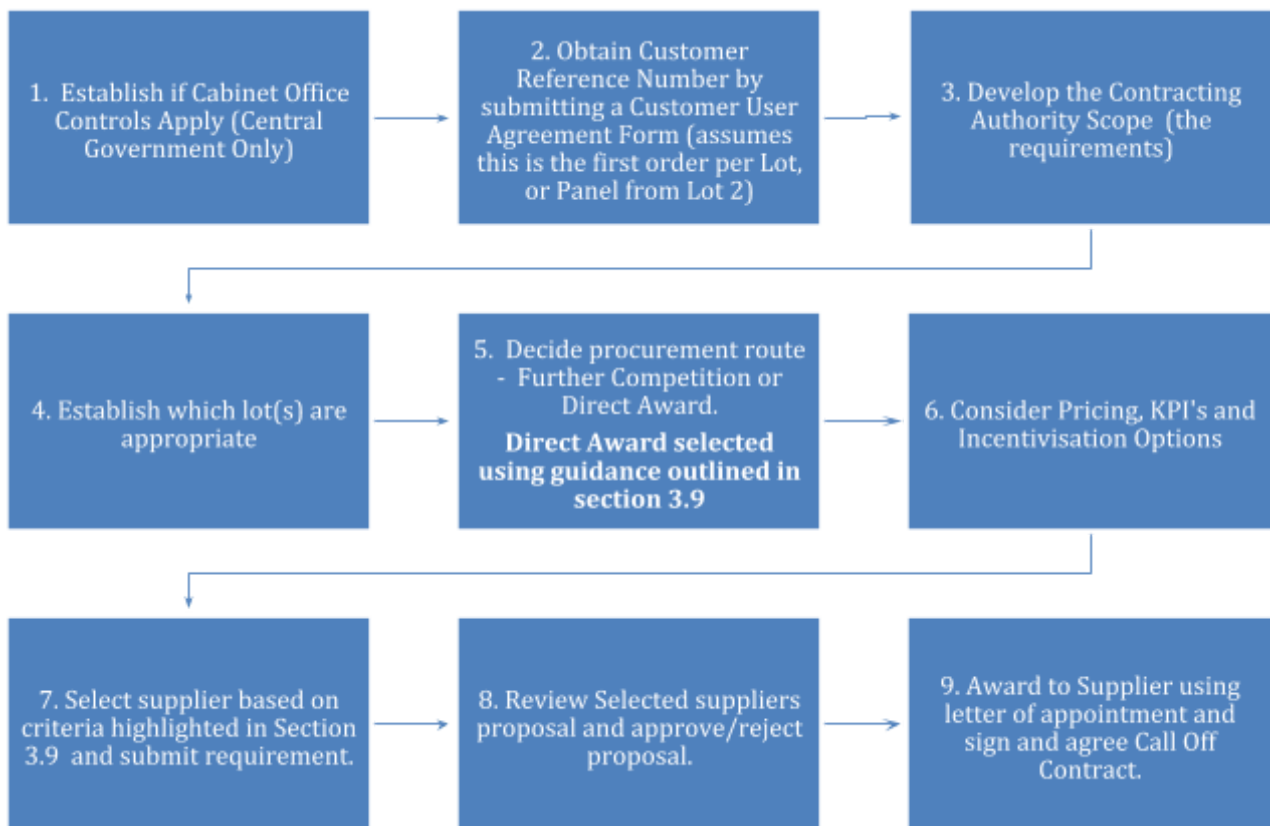 1. Establish if Cabinet Office
Controls Apply (Central
Government Only)
2. Obtain Customer
Reference Number by
submitting a Customer User
Agreement Form (assumes
this is the first order per Lot,
or Panel from Lot 2)
3. Develop the Contracting
Authority Scope (the
requirements)
4. Establish which lot(s) are
appropriate
5. Decide procurement route
- Further Competition or
Direct Award.
Direct Award selected
using guidance outlined in
section 3.9
6. Consider Pricing, KPI's and
Incentivisation Options
7. Select supplier based on
criteria highlighted in Section
3.9 and submit requirement.
8. Review Selected suppliers
proposal and approve/reject
proposal.
9. Award to Supplier using
letter of appointment and
sign and agree Call Off
Contract.